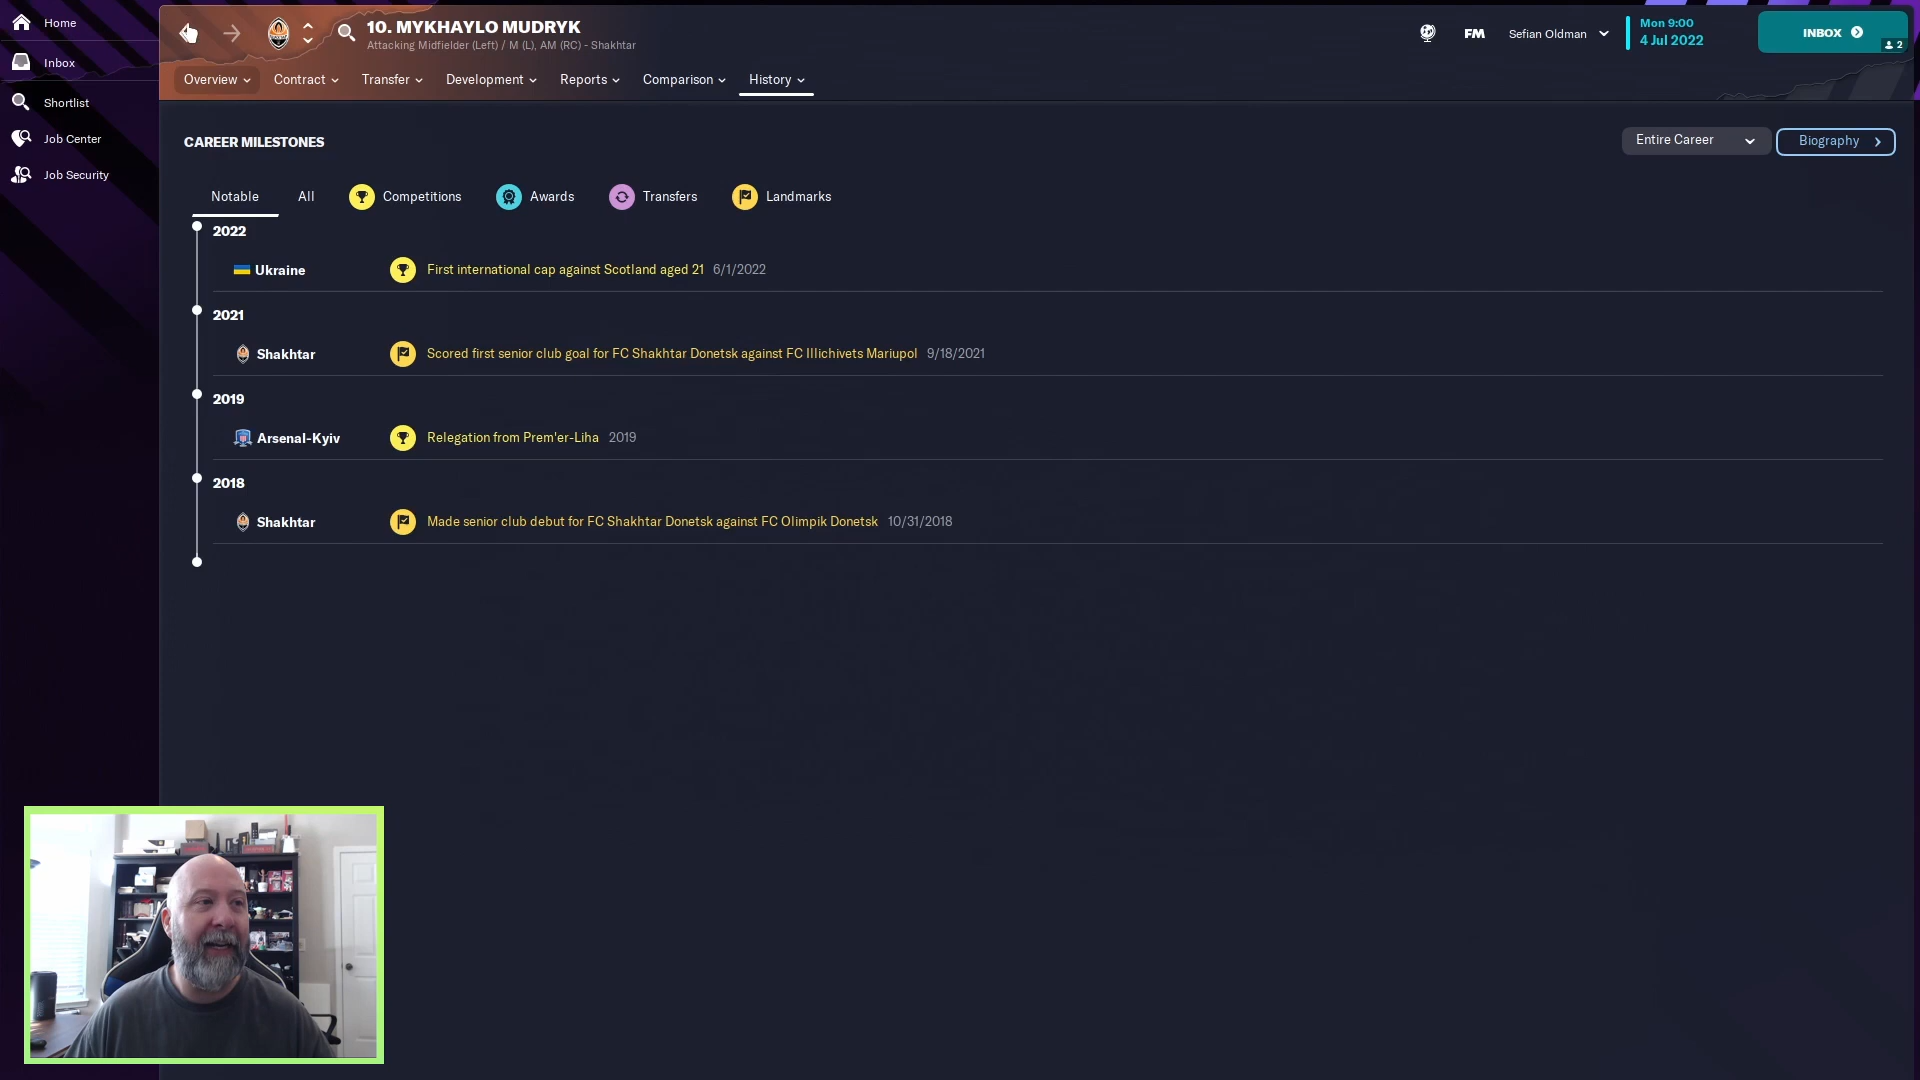 Home
Inbox
Shortlist
Job Center
Job Security
10. MYKHAYLO MUDRYK
Attacking Midfielder (Left) / M (L), AM (RC) - Shakhtar
FM
Sefian Oldman
Mon 9:00
4 Jul 2022
INBOX
2
Overview
Contract
Transfer
Development
Reports
Comparison
History
CAREER MILESTONES
Entire Career
Biography
Notable
All
Competitions
Awards
Transfers
Landmarks
2022
Ukraine
First international cap against Scotland aged 21 6/1/2022
2021
Shakhtar
Scored first senior club goal for FC Shakhtar Donetsk against FC Illichivets Mariupol 9/18/2021
2019
Arsenal-Kyiv
Relegation from Prem'er-Liha 2019
2018
Shakhtar
Made senior club debut for FC Shakhtar Donetsk against FC Olimpik Donetsk 10/31/2018